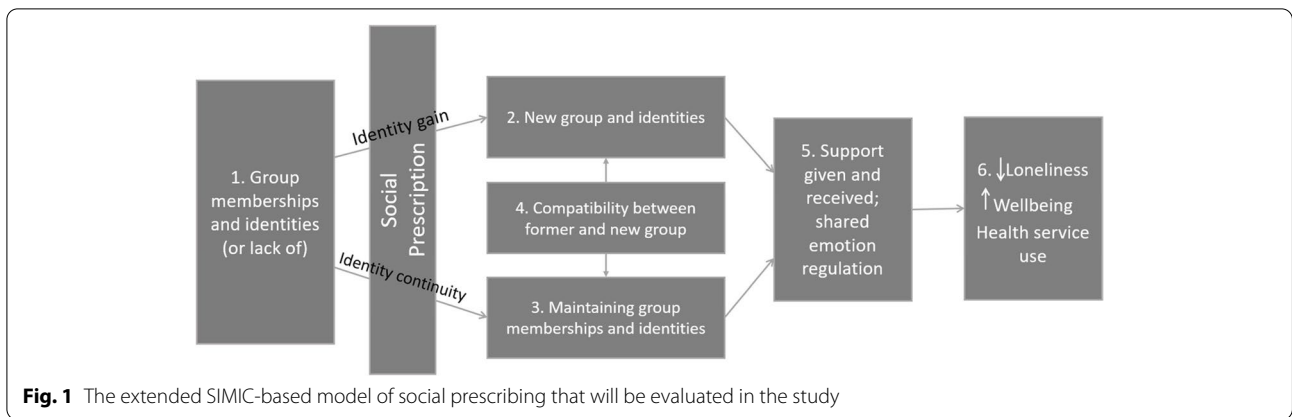 1. Group
memberships
and identities
(or lack of)
Social
Prescription
Identity gain
Identity continuity
2. New group and identities
4. Compatibility between
former and new group
3. Maintaining group
memberships and identities
5. Support
given and
received;
shared
emotion
regulation
6. ↓Loneliness
↑ Wellbeing
Health service
use
Fig. 1 The extended SIMIC-based model of social prescribing that will be evaluated in the study